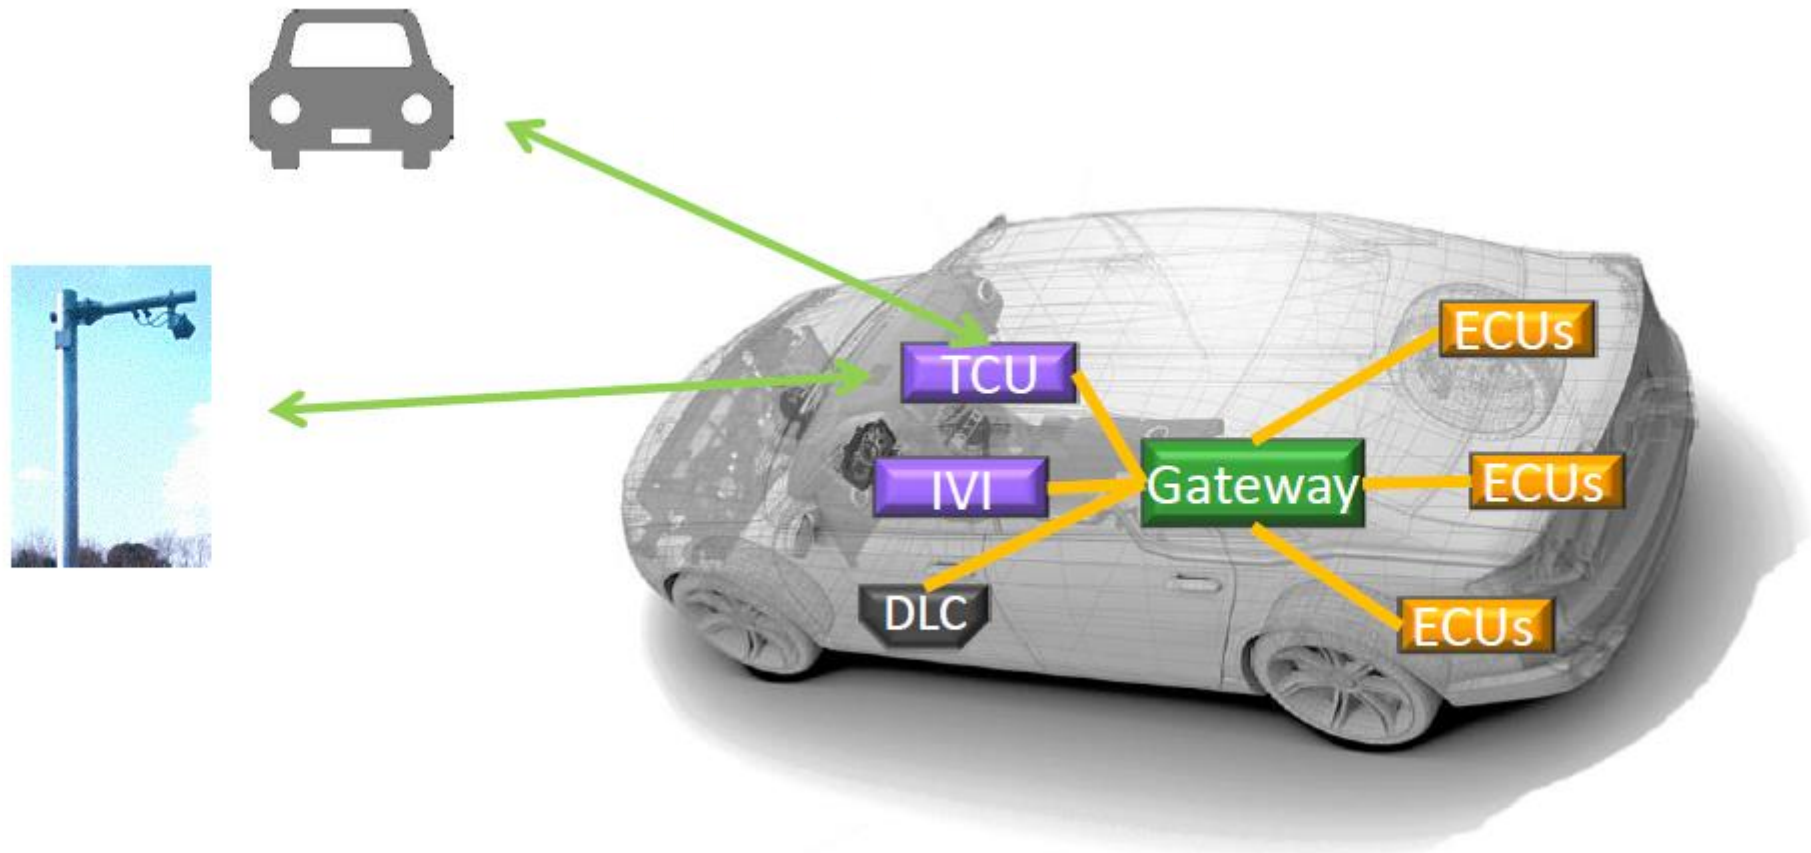 ECUs
TCU
IVI
Gateway
ECUs
DLC
ECUs